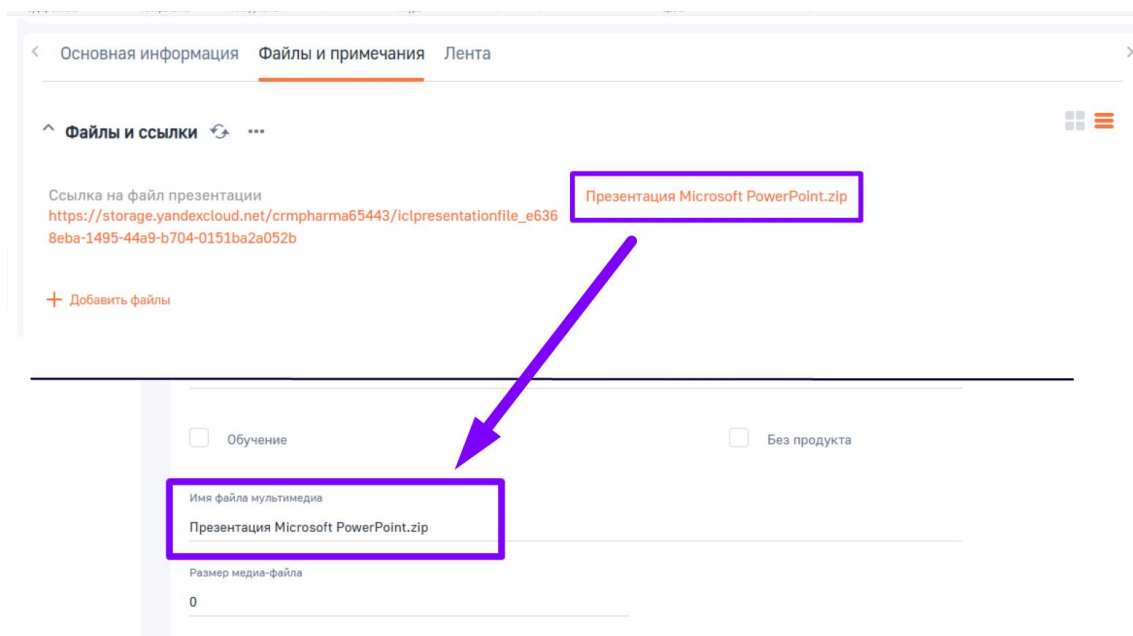 Основная информация Файлы и примечания Лента
Файлы и ссылки
Ссылка на файл презентации
Презентация Microsoft PowerPoint.zip
https://storage.yandexcloud.net/crmpharma65443/iclpresentationfile_e636
8eba-1495-44a9-b704-0151ba2a052b
+ Добавить файлы
Обучение Без продукта
Имя файла мультимедиа
Презентация Microsoft PowerPoint.zip
Размер медиа-файла
0